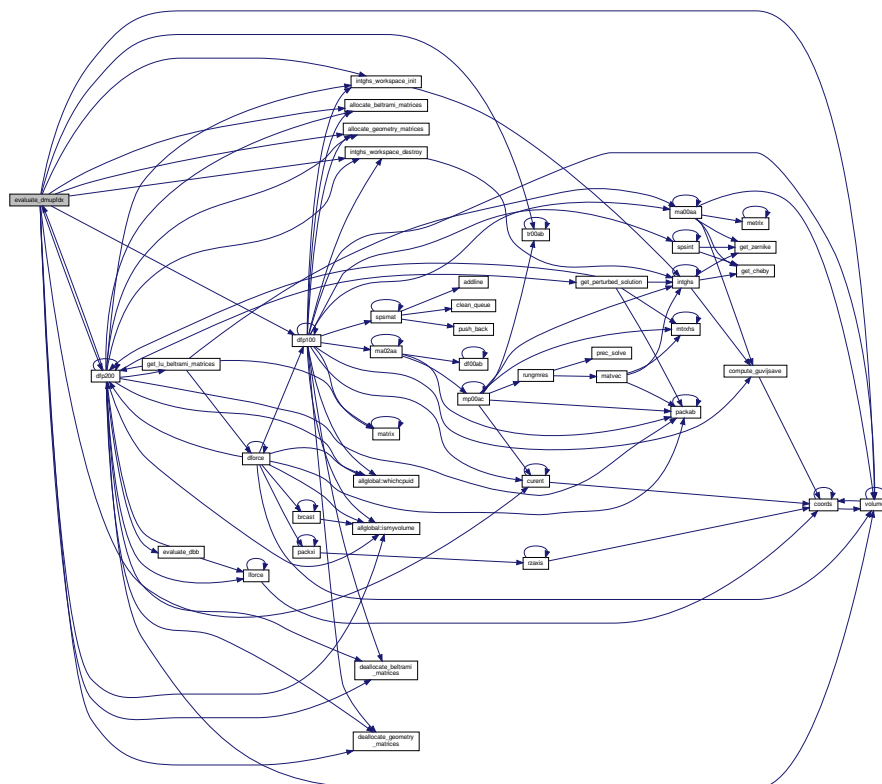 intghs_workspace_init
allocate_beltrami_matrices
allocate_geometry_matrices
intghs_workspace_destroy
evaluate_dmupfdx
ma00aa
metrix
tr00ab
spsint
get_zernike
get_cheby
addline
get_perturbed_solution
intghs
clean_queue
spsmat
push_back
mtrxhs
dfp100
ma02aa
prec_solve
df00ab
get_lu_beltrami_matrices
compute_guvijsave
dfp200
rungmres
matvec
mp00ac
packab
matrix
dforce
allglobal::whichcpuid
curent
coords
volume
brcast
allglobal::ismyvolume
evaluate_dbb
packxi
rzaxis
lforce
deallocate_beltrami
_matrices
deallocate_geometry
_matrices